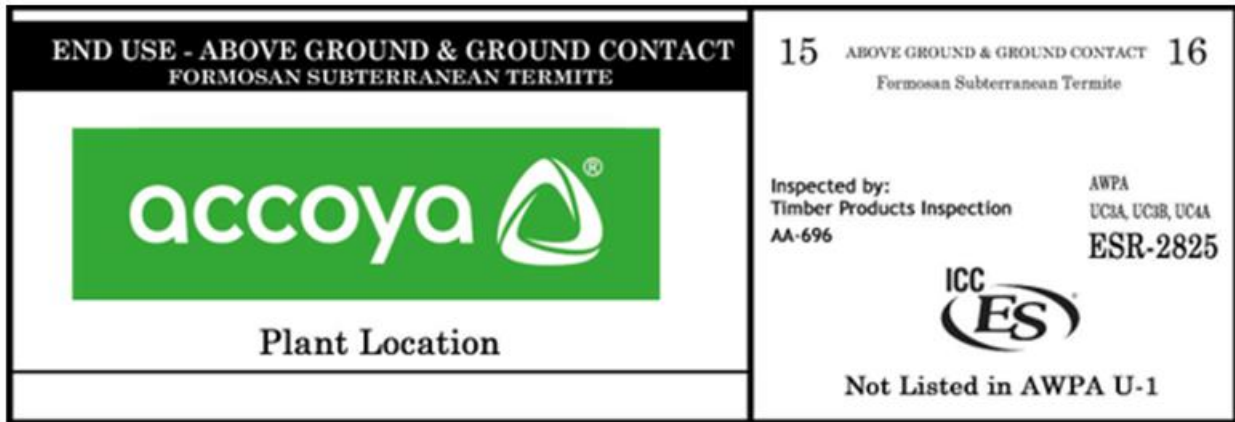 END USE - ABOVE GROUND & GROUND CONTACT
FORMOSAN SUBTERRANEAN TERMITE
accoya ®
Plant Location
15 ABOVE GROUND & GROUND CONTACT 16
Formosan Subterranean Termite
Inspected by:
Timber Products Inspection
AA-696
AWPA
UC3A, UC3B, UC4A
ESR-2825
ICC
ES
Not Listed in AWPA U-1